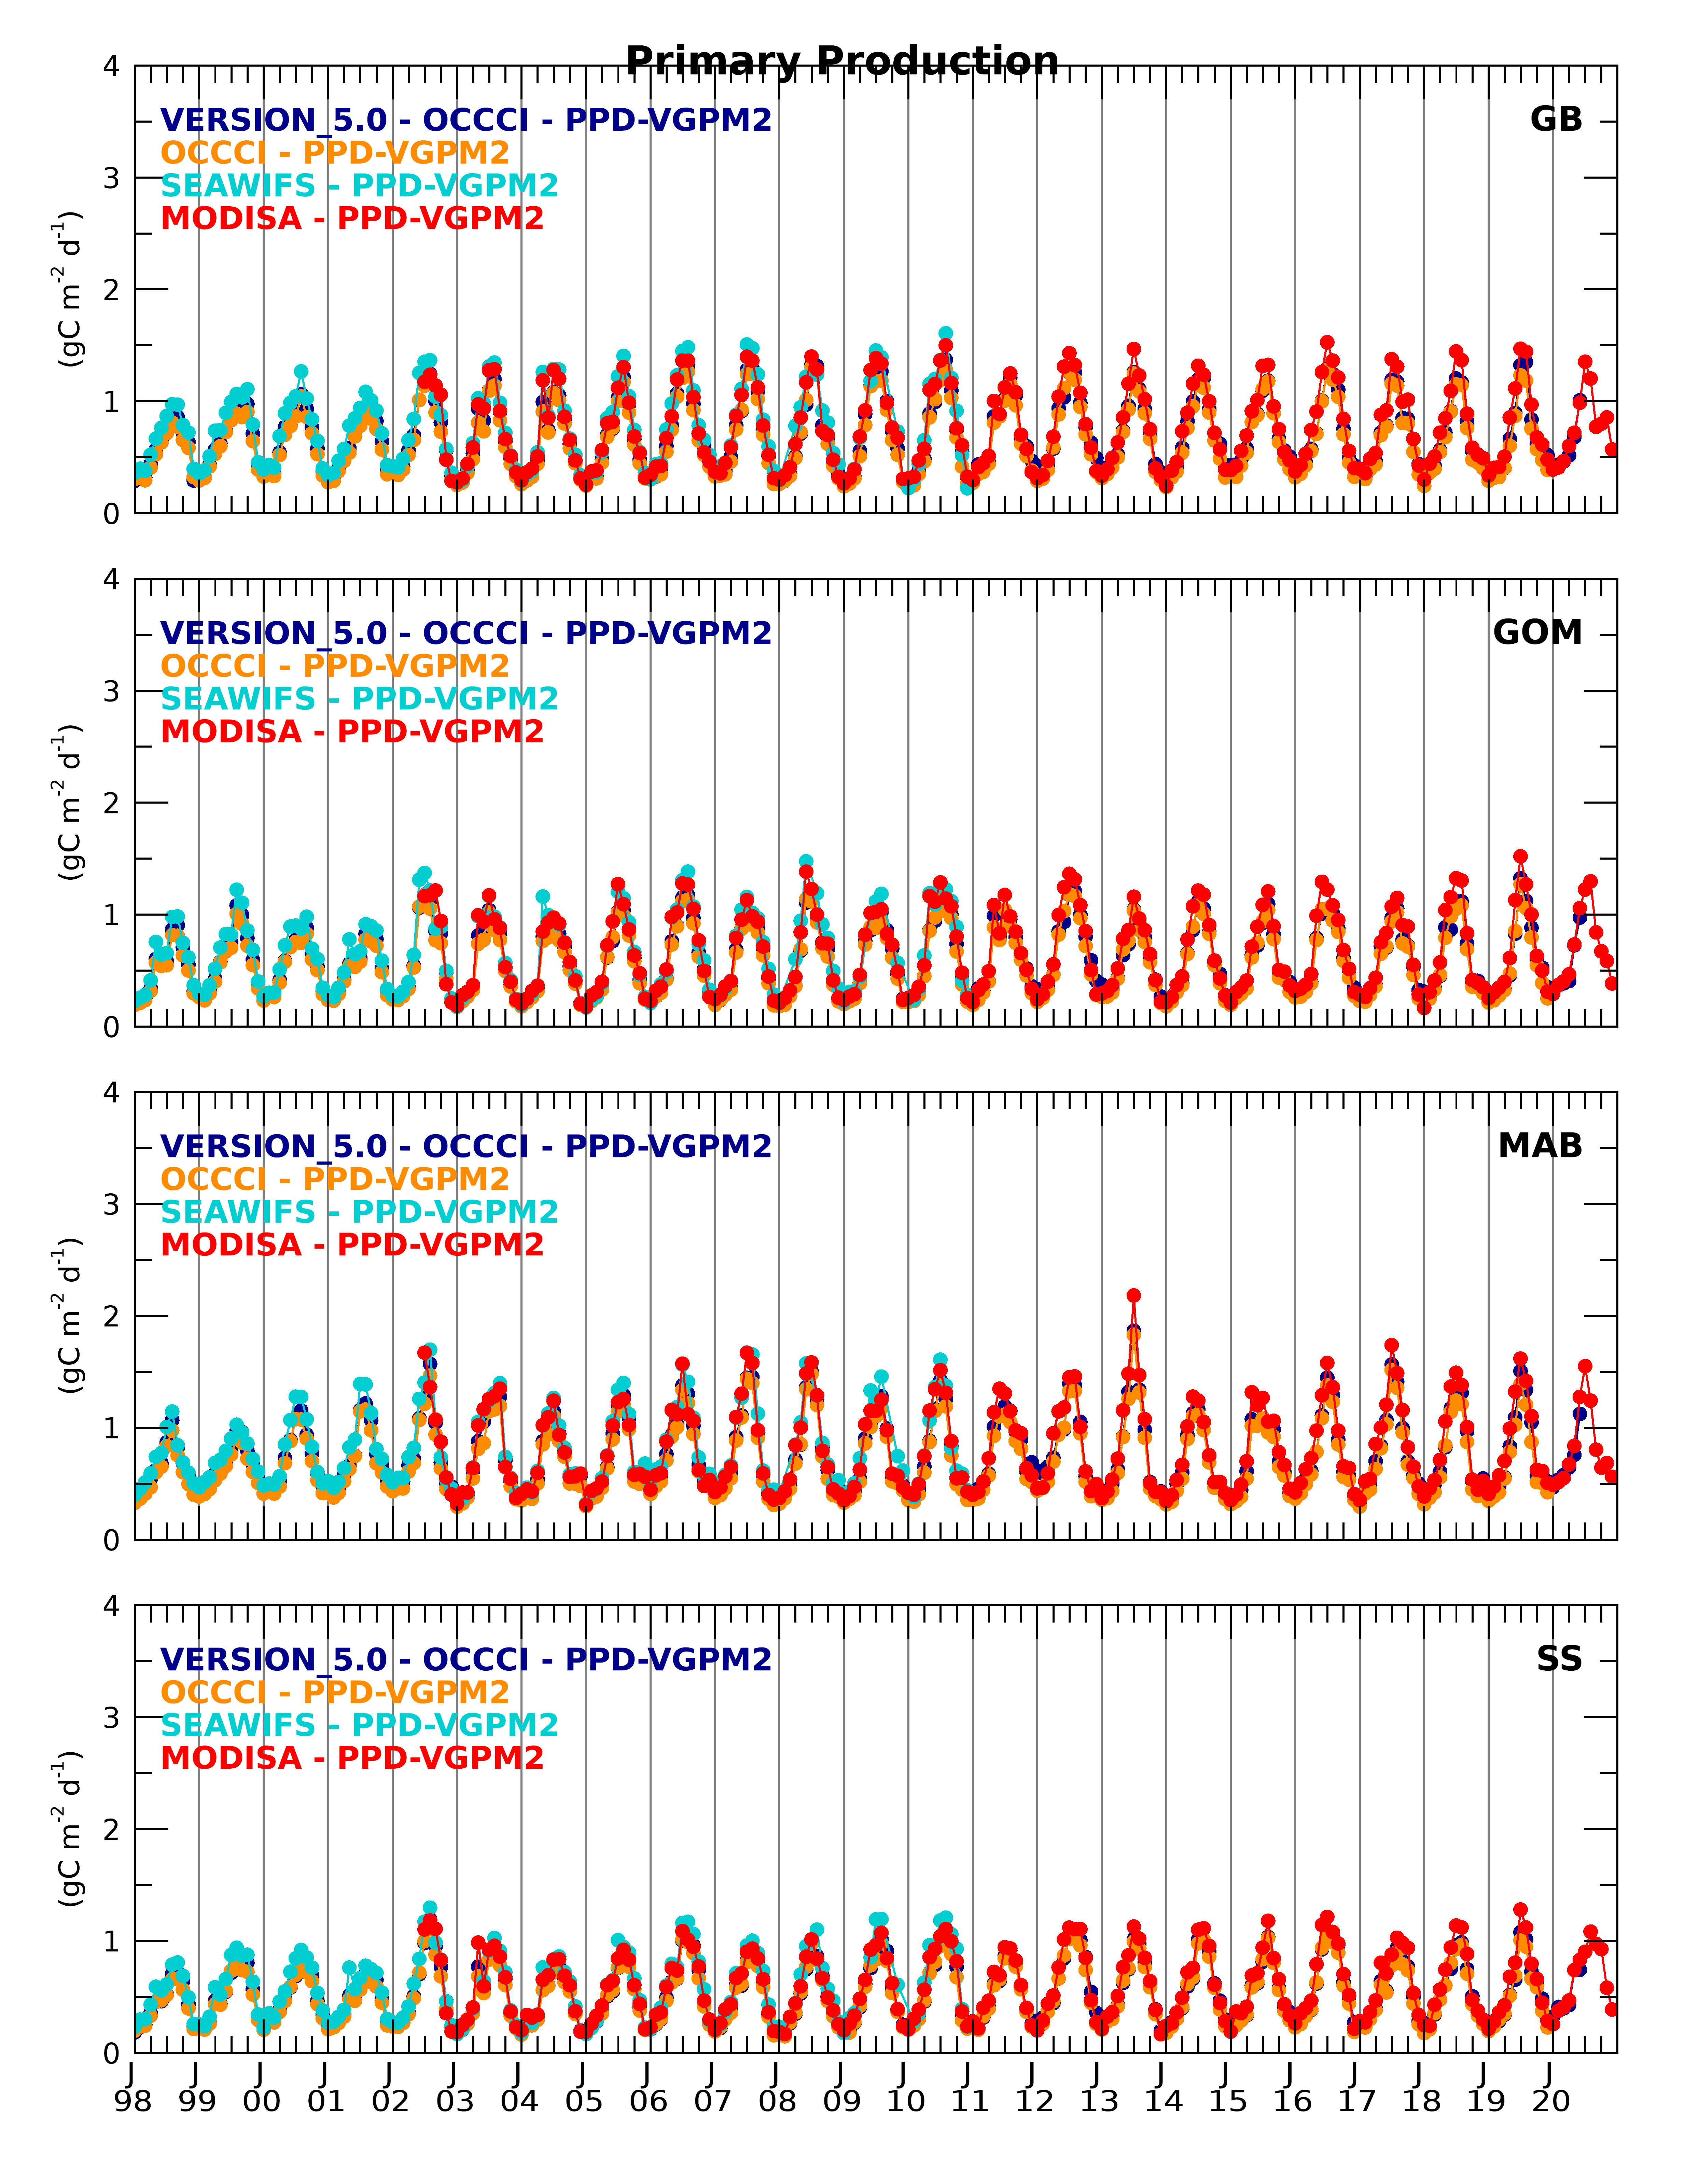 Primary Production
4
VERSION_5.0 - OCCCI - PPD-VGPM2 GB
OCCCI - PPD-VGPM2
3
SEAWIFS - PPD-VGPM2
MODISA - PPD-VGPM2
(gC m-2 d-1)
2
1
0
4
VERSION_5.0 - OCCCI - PPD-VGPM2 GOM
OCCCI - PPD-VGPM2
3
SEAWIFS - PPD-VGPM2
MODISA - PPD-VGPM2
(gC m-2 d-1)
2
1
0
4
VERSION_5.0 - OCCCI - PPD-VGPM2 MAB
OCCCI - PPD-VGPM2
3
SEAWIFS - PPD-VGPM2
MODISA - PPD-VGPM2
(gC m-2 d-1)
2
1
0
4
VERSION_5.0 - OCCCI - PPD-VGPM2 SS
OCCCI - PPD-VGPM2
3
SEAWIFS - PPD-VGPM2
MODISA - PPD-VGPM2
(gC m-2 d-1)
2
1
0
J J J J J J J J J J J J J J J J J J J J J J J
98 99 00 01 02 03 04 05 06 07 08 09 10 11 12 13 14 15 16 17 18 19 20